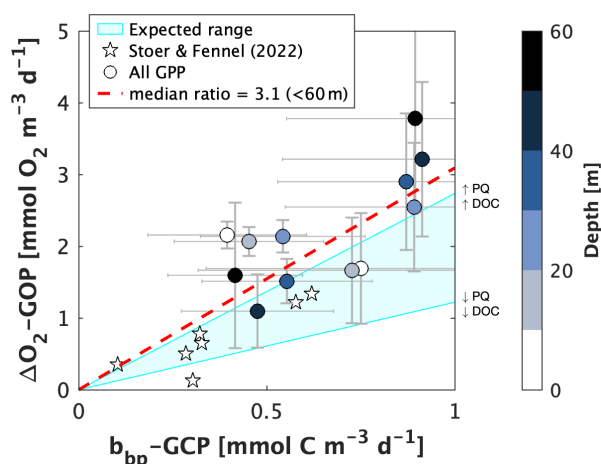 Expected range
Stoer & Fennel (2022)
All GPP
median ratio = 3.1 (<60 m)
5
4
3
2
1
0
0
0.5
1
ΔO₂-GOP [mmol O₂ m⁻³ d⁻¹]
b_bp-GCP [mmol C m⁻³ d⁻¹]
↑ PQ
↑ DOC
↓ PQ
↓ DOC
60
40
20
0
Depth [m]